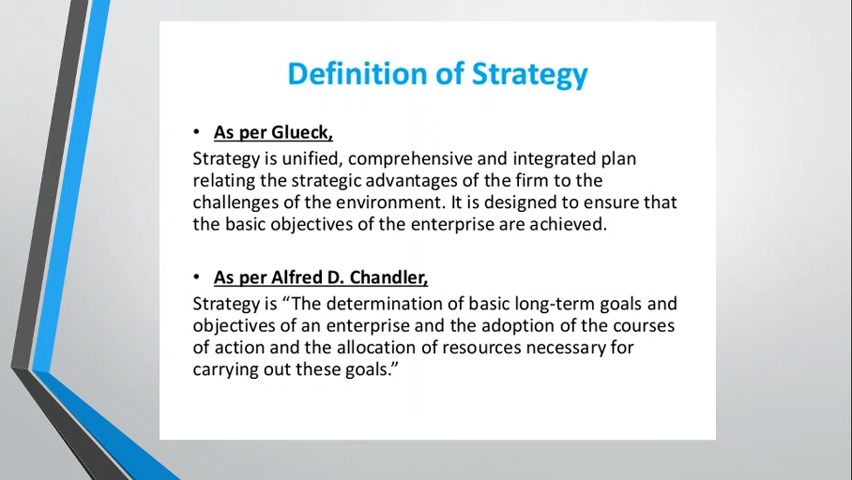 Definition of Strategy
• As per Glueck,
Strategy is unified, comprehensive and integrated plan
relating the strategic advantages of the firm to the
challenges of the environment. It is designed to ensure that
the basic objectives of the enterprise are achieved.
• As per Alfred D. Chandler,
Strategy is “The determination of basic long-term goals and
objectives of an enterprise and the adoption of the courses
of action and the allocation of resources necessary for
carrying out these goals.”